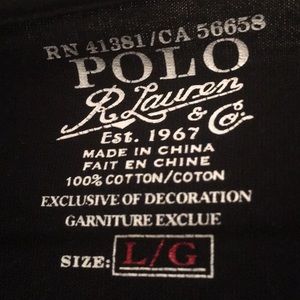 RN 41381/CA 56658
POLO
R. Lauren
& Co.
EST. 1967
MADE IN CHINA
FAIT EN CHINE
100% COTTON/COTON
EXCLUSIVE OF DECORATION
GARNITURE EXCLUE
SIZE: L/G